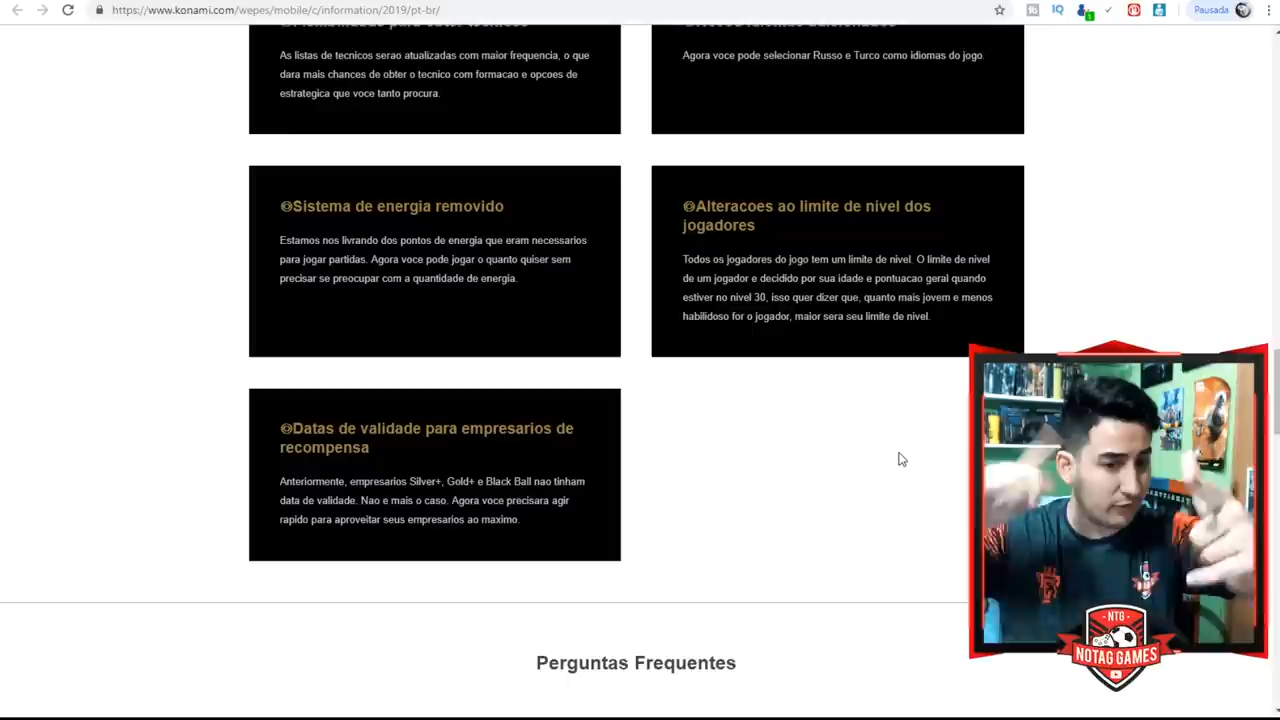 https://www.konami.com/wepes/mobile/c/information/2019/pt-br/
Pausada
As listas de tecnicos serao atualizadas com maior frequencia, o que
dara mais chances de obter o tecnico com formacao e opcoes de
estrategica que voce tanto procura.
Agora voce pode selecionar Russo e Turco como idiomas do jogo.
Sistema de energia removido
Estamos nos livrando dos pontos de energia que eram necessarios
para jogar partidas. Agora voce pode jogar o quanto quiser sem
precisar se preocupar com a quantidade de energia.
Alteracoes ao limite de nivel dos
jogadores
Todos os jogadores do jogo tem um limite de nivel. O limite de nivel
de um jogador e decidido por sua idade e pontuacao geral quando
estiver no nivel 30, isso quer dizer que, quanto mais jovem e menos
habilidoso for o jogador, maior sera seu limite de nivel.
Datas de validade para empresarios de
recompensa
Anteriormente, empresarios Silver+, Gold+ e Black Ball nao tinham
data de validade. Nao e mais o caso. Agora voce precisara agir
rapido para aproveitar seus empresarios ao maximo.
Perguntas Frequentes
NTG
NOTAG GAMES